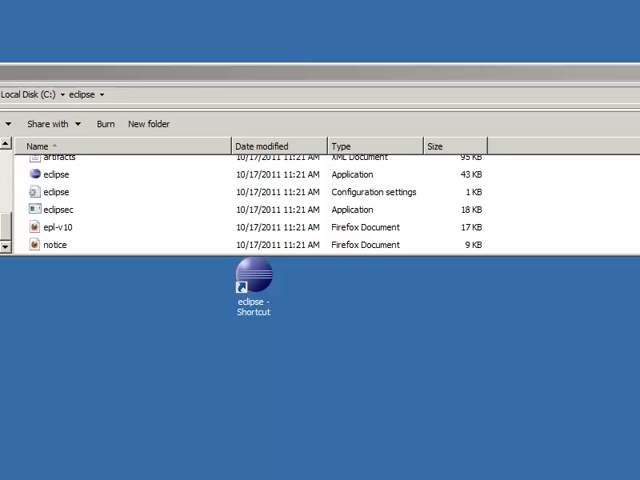 Local Disk (C:) eclipse
Share with Burn New folder
Name Date modified Type Size
artifacts 10/17/2011 11:21 AM XML Document 95 KB
eclipse 10/17/2011 11:21 AM Application 43 KB
eclipse 10/17/2011 11:21 AM Configuration settings 1 KB
eclipsec 10/17/2011 11:21 AM Application 18 KB
epl-v10 10/17/2011 11:21 AM Firefox Document 17 KB
notice 10/17/2011 11:21 AM Firefox Document 9 KB
eclipse -
Shortcut